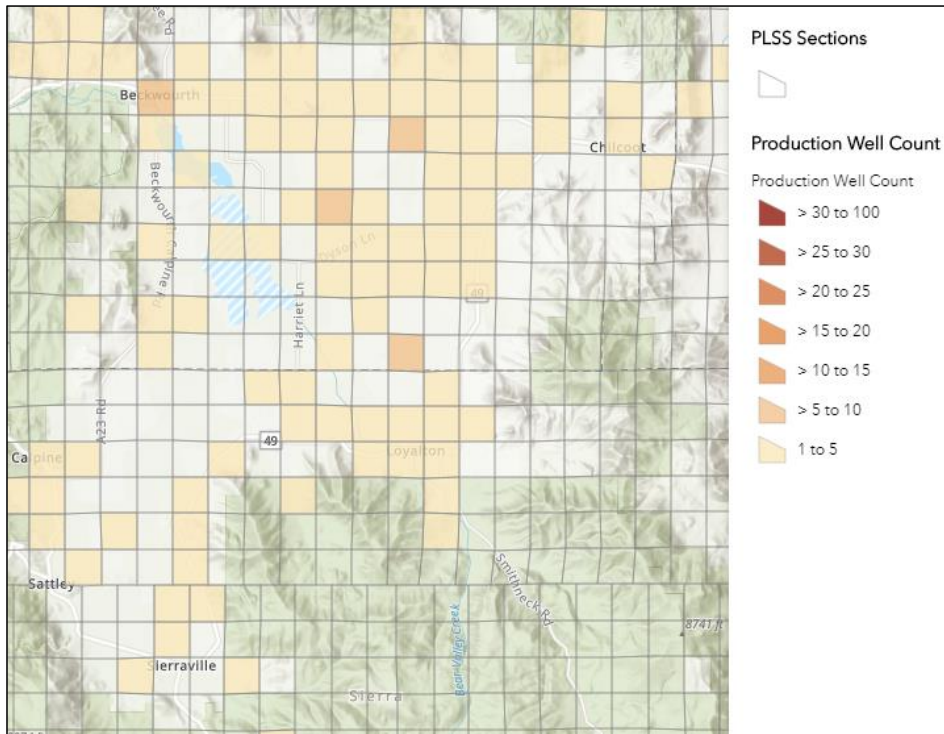 Beckwourth
Chilcoot
Beckwourth Calpine Rd
Dyson Ln
49
Harriet Ln
A23 Rd
49
Loyalton
Calpine
Sattley
Smithneck Rd
Bear Valley Creek
8741 ft
Sierraville
Sierra
PLSS Sections
Production Well Count
Production Well Count
> 30 to 100
> 25 to 30
> 20 to 25
> 15 to 20
> 10 to 15
> 5 to 10
1 to 5